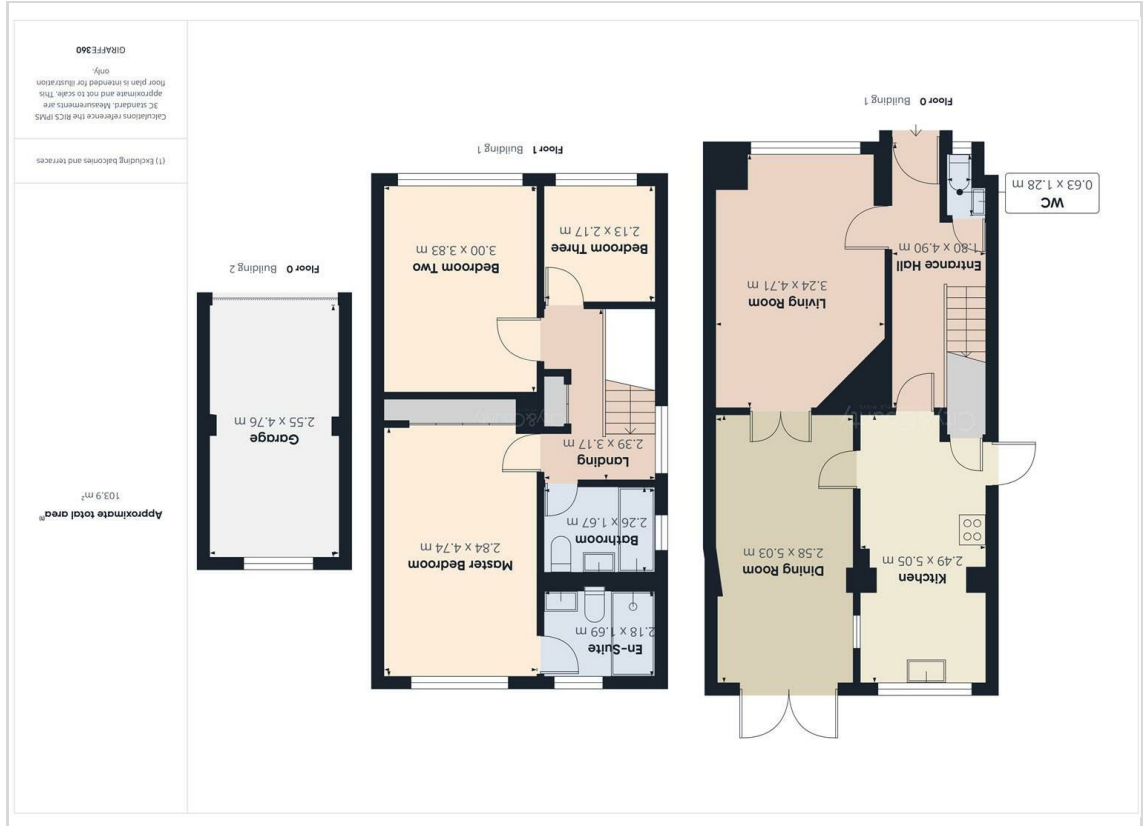 Floor 0 Building 1
Kitchen
2.49 x 5.05 m
Dining Room
2.58 x 5.03 m
Living Room
3.24 x 4.71 m
Entrance Hall
1.80 x 4.90 m
WC
0.63 x 1.28 m
Floor 1 Building 1
En-Suite
2.18 x 1.69 m
Master Bedroom
2.84 x 4.74 m
Bathroom
2.26 x 1.67 m
Landing
2.39 x 3.17 m
Bedroom Three
2.13 x 2.17 m
Bedroom Two
3.00 x 3.83 m
Floor 0 Building 2
Garage
2.55 x 4.76 m
Approximate total area⁽¹⁾
103.9 m²
(1) Excluding balconies and terraces
Calculations reference the RICS IPMS
3C standard. Measurements are
approximate and not to scale. This
floor plan is intended for illustration
only.
GIRAFFE360